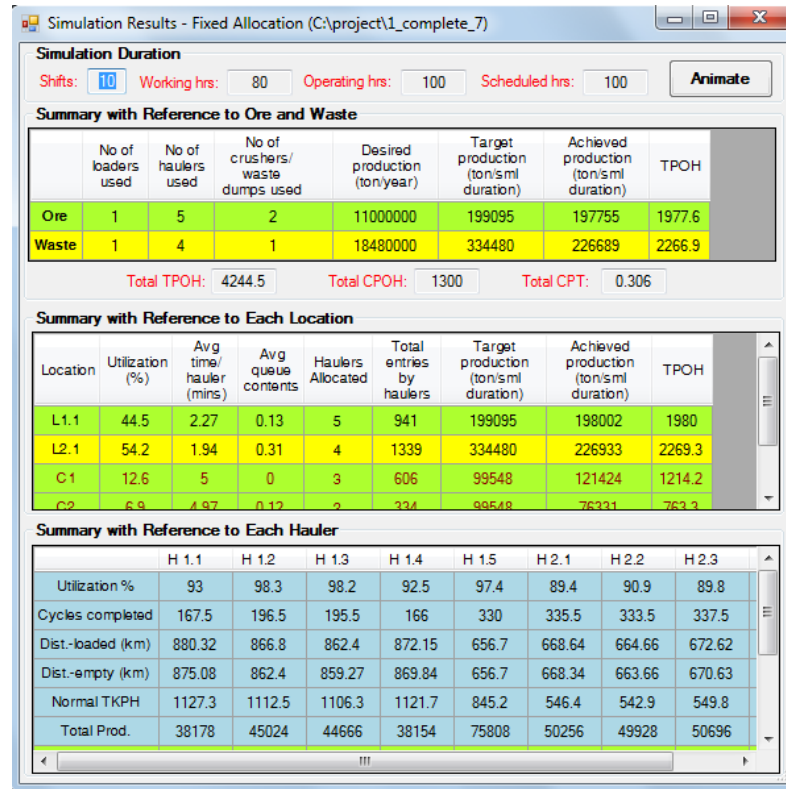 Simulation Results - Fixed Allocation (C:\project\1_complete_7)
Simulation Duration
Shifts: 10 Working hrs: 80 Operating hrs: 100 Scheduled hrs: 100 Animate
Summary with Reference to Ore and Waste
No of loaders used No of haulers used No of crushers/ waste dumps used Desired production (ton/year) Target production (ton/sml duration) Achieved production (ton/sml duration) TPOH
Ore 1 5 2 11000000 199095 197755 1977.6
Waste 1 4 1 18480000 334480 226689 2266.9
Total TPOH: 4244.5 Total CPOH: 1300 Total CPT: 0.306
Summary with Reference to Each Location
Location Utilization (%) Avg time/ hauler (mins) Avg queue contents Haulers Allocated Total entries by haulers Target production (ton/sml duration) Achieved production (ton/sml duration) TPOH
L1.1 44.5 2.27 0.13 5 941 199095 198002 1980
L2.1 54.2 1.94 0.31 4 1339 334480 226933 2269.3
C1 12.6 5 0 3 606 99548 121424 1214.2
C2 6.9 4.97 0.12 2 334 99548 76331 763.3
Summary with Reference to Each Hauler
H 1.1 H 1.2 H 1.3 H 1.4 H 1.5 H 2.1 H 2.2 H 2.3
Utilization % 93 98.3 98.2 92.5 97.4 89.4 90.9 89.8
Cycles completed 167.5 196.5 195.5 166 330 335.5 333.5 337.5
Dist.-loaded (km) 880.32 866.8 862.4 872.15 656.7 668.64 664.66 672.62
Dist.-empty (km) 875.08 862.4 859.27 869.84 656.7 668.34 663.66 670.63
Normal TKPH 1127.3 1112.5 1106.3 1121.7 845.2 546.4 542.9 549.8
Total Prod. 38178 45024 44666 38154 75808 50256 49928 50696